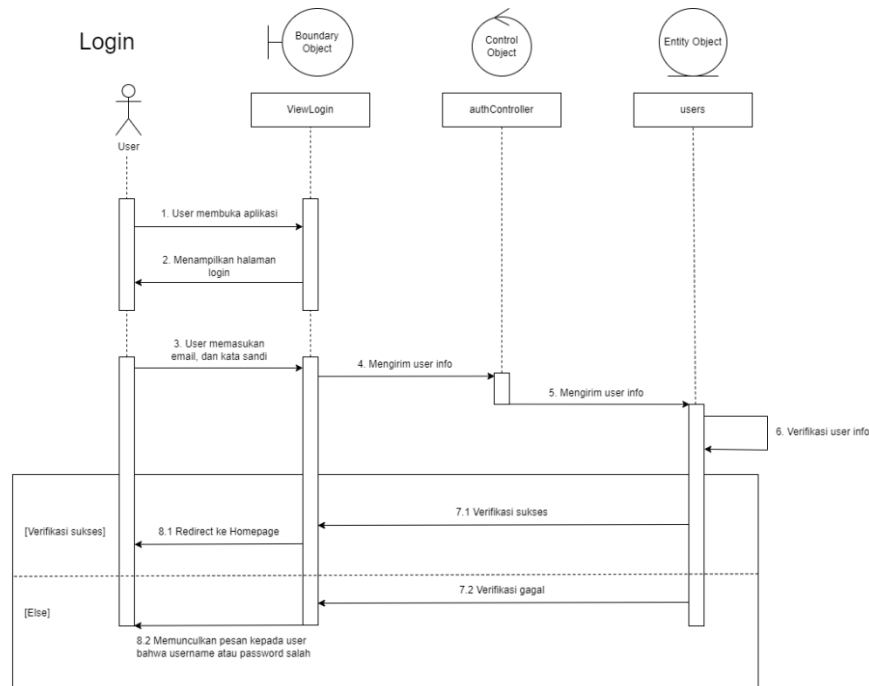 Login
Boundary
Object
Control
Object
Entity Object
ViewLogin
authController
users
User
1. User membuka aplikasi
2. Menampilkan halaman
login
3. User memasukan
email, dan kata sandi
4. Mengirim user info
5. Mengirim user info
6. Verifikasi user info
[Verifikasi sukses]
7.1 Verifikasi sukses
8.1 Redirect ke Homepage
[Else]
7.2 Verifikasi gagal
8.2 Memunculkan pesan kepada user
bahwa username atau password salah